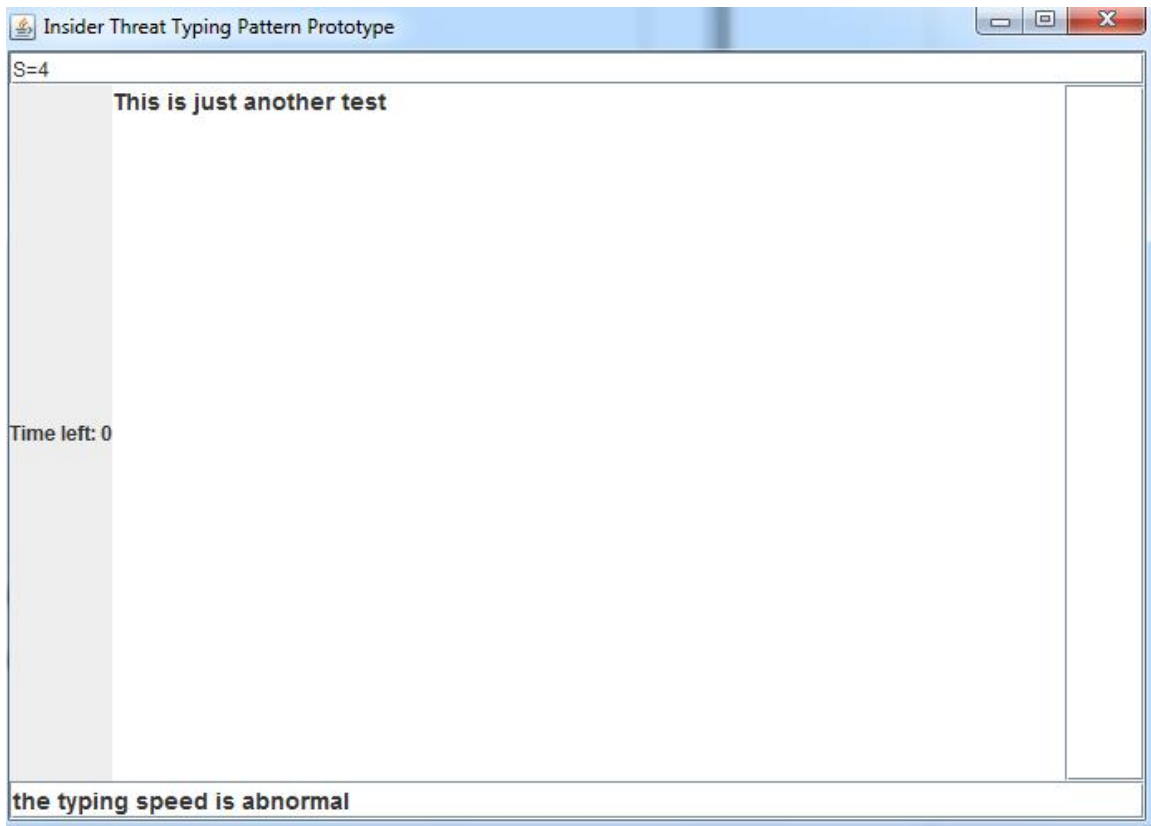 Insider Threat Typing Pattern Prototype
S=4
This is just another test
Time left: 0
the typing speed is abnormal